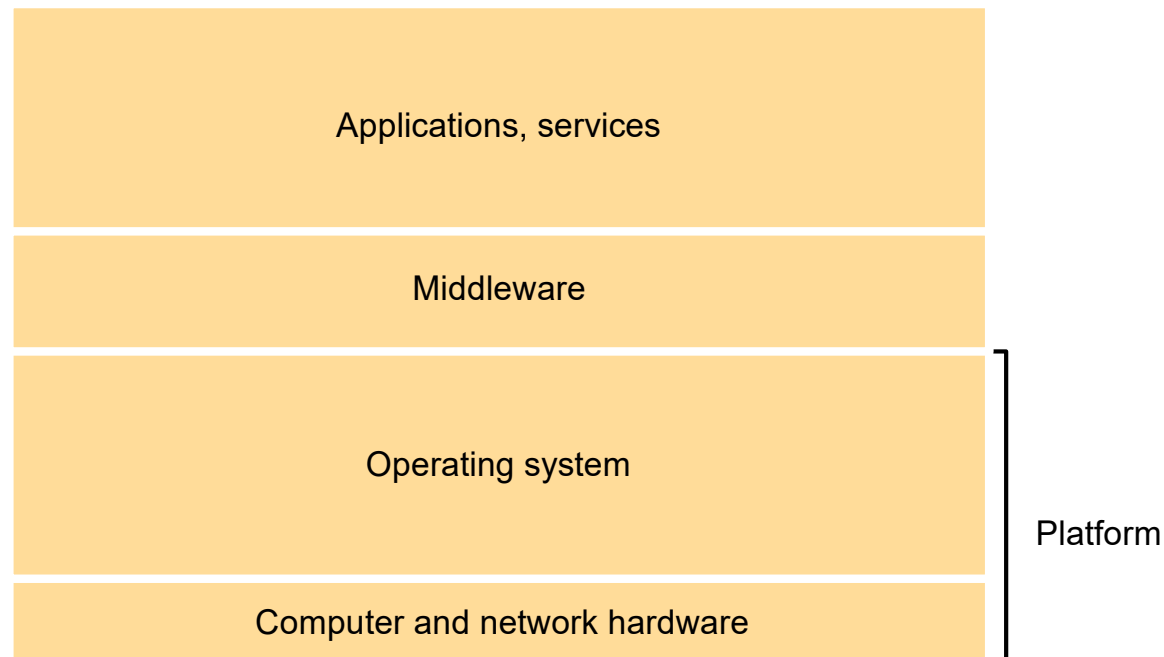 Applications, services
Middleware
Operating system
Platform
Computer and network hardware